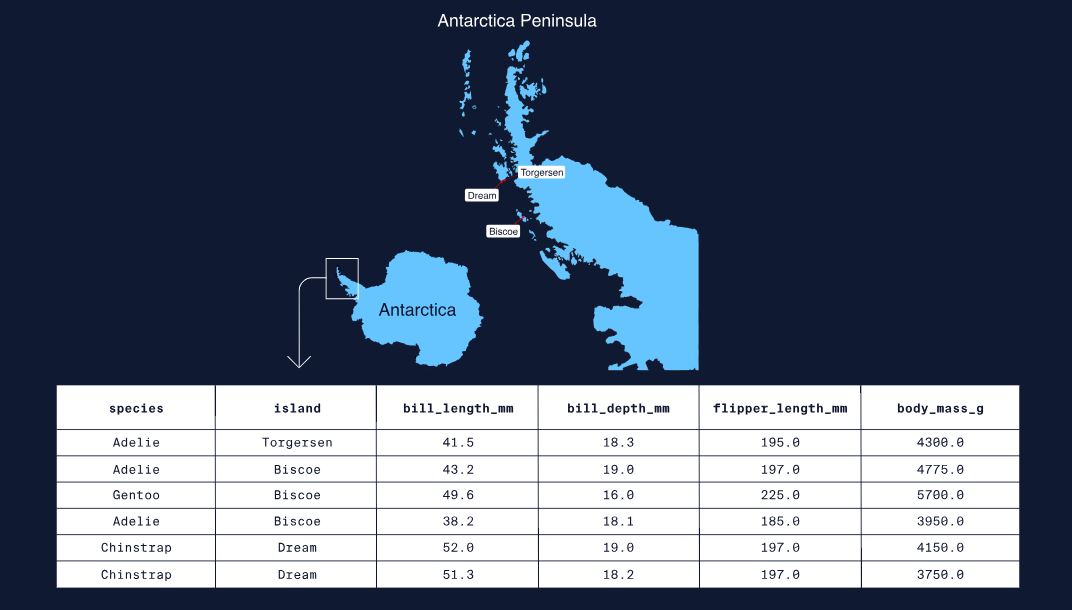 Antarctica Peninsula
Torgersen
Dream
Biscoe
Antarctica
species island bill_length_mm bill_depth_mm flipper_length_mm body_mass_g
Adelie Torgersen 41.5 18.3 195.0 4300.0
Adelie Biscoe 43.2 19.0 197.0 4775.0
Gentoo Biscoe 49.6 16.0 225.0 5700.0
Adelie Biscoe 38.2 18.1 185.0 3950.0
Chinstrap Dream 52.0 19.0 197.0 4150.0
Chinstrap Dream 51.3 18.2 197.0 3750.0